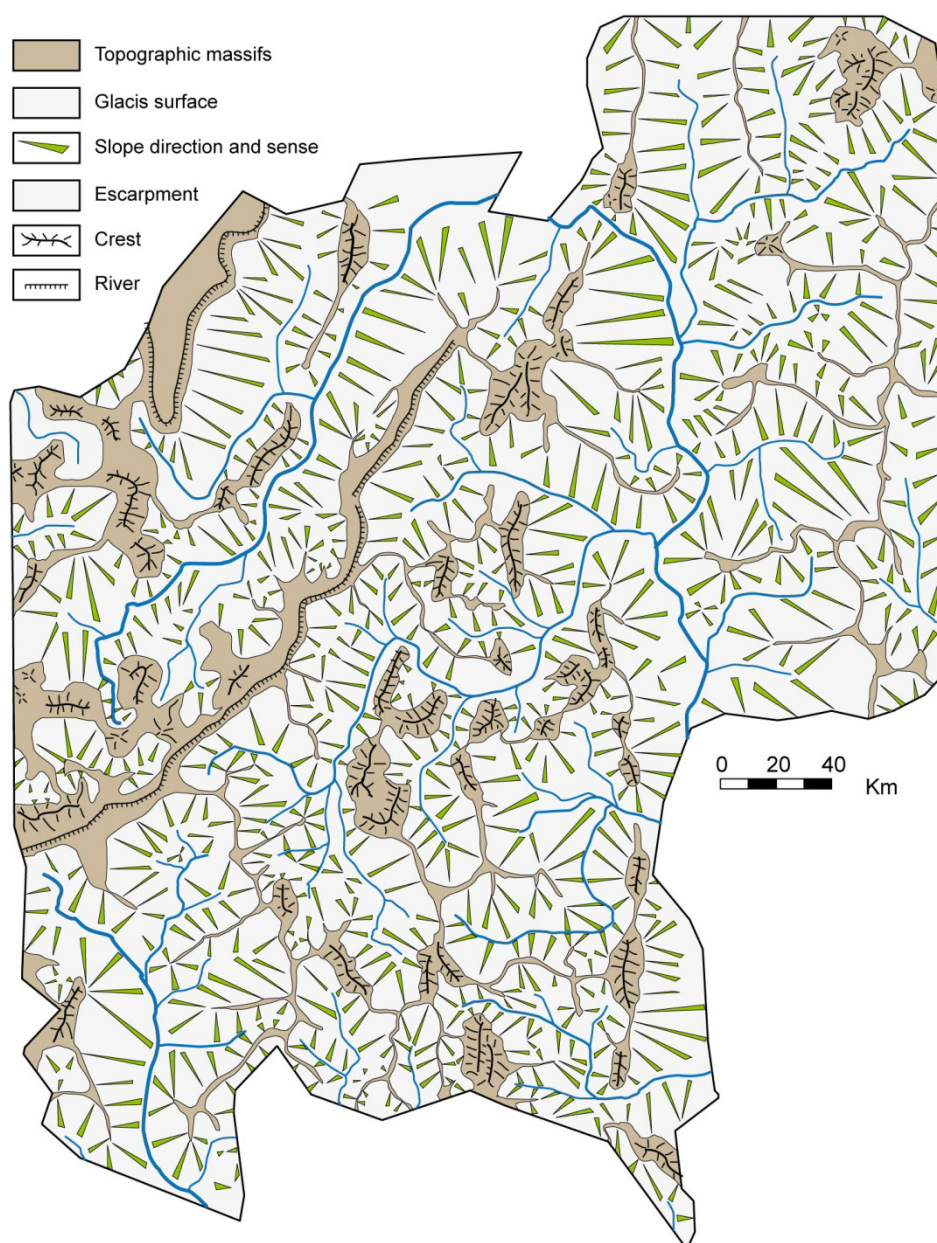 Topographic massifs
Glacis surface
Slope direction and sense
Escarpment
Crest
River
0 20 40
Km